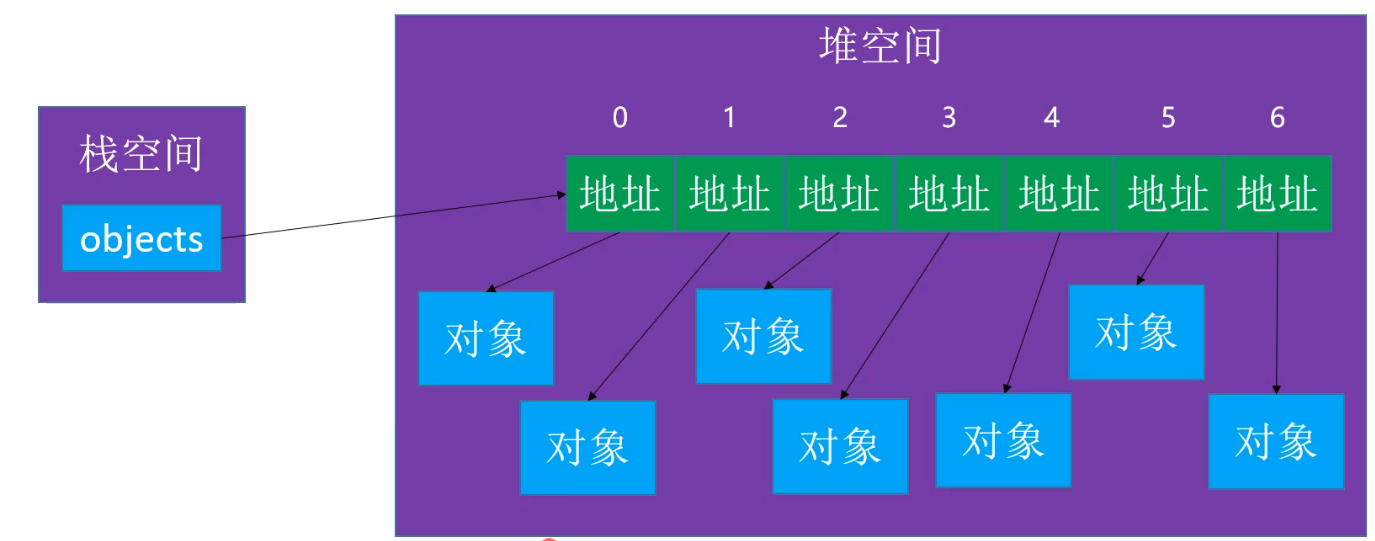 堆空间
0 1 2 3 4 5 6
栈空间
地址 地址 地址 地址 地址 地址 地址
objects
对象 对象 对象
对象 对象 对象 对象